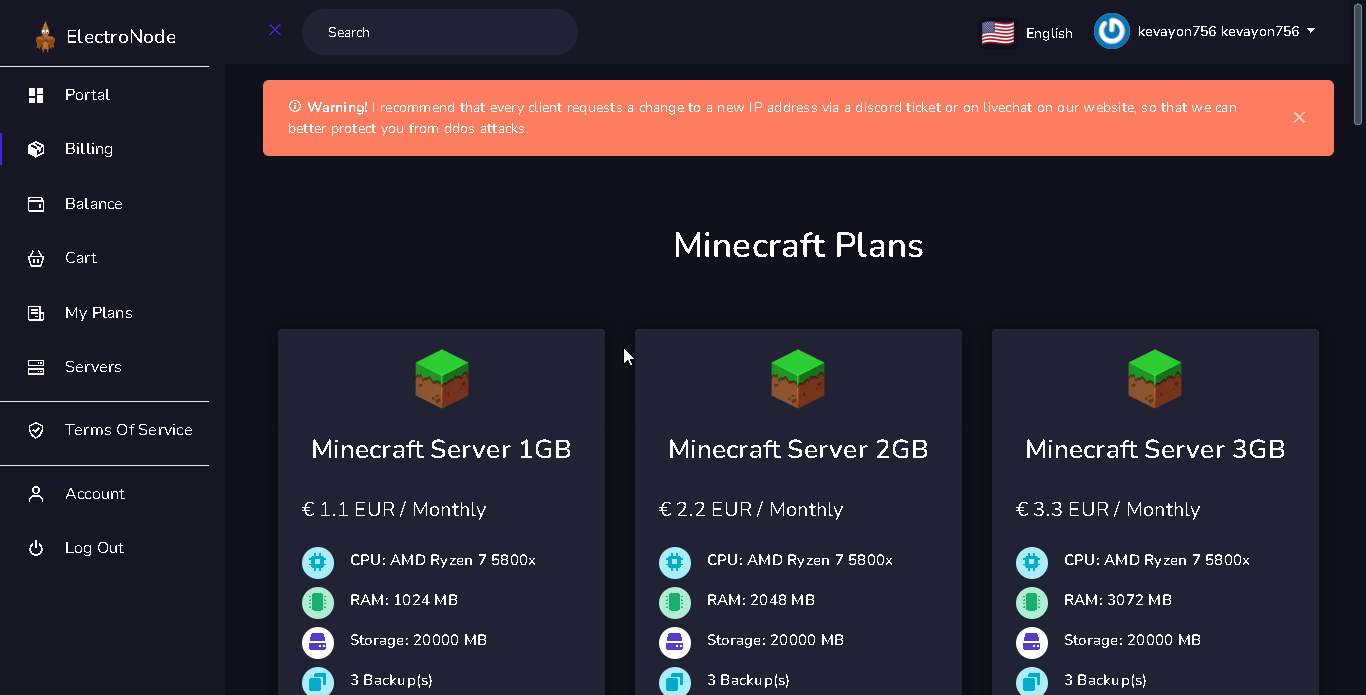 ElectroNode
Search
English
kevayon756 kevayon756
Portal
Billing
Balance
Cart
My Plans
Servers
Terms Of Service
Account
Log Out
Warning! I recommend that every client requests a change to a new IP address via a discord ticket or on livechat on our website, so that we can
better protect you from ddos attacks.
Minecraft Plans
Minecraft Server 1GB
€ 1.1 EUR / Monthly
CPU: AMD Ryzen 7 5800x
RAM: 1024 MB
Storage: 20000 MB
3 Backup(s)
Minecraft Server 2GB
€ 2.2 EUR / Monthly
CPU: AMD Ryzen 7 5800x
RAM: 2048 MB
Storage: 20000 MB
3 Backup(s)
Minecraft Server 3GB
€ 3.3 EUR / Monthly
CPU: AMD Ryzen 7 5800x
RAM: 3072 MB
Storage: 20000 MB
3 Backup(s)